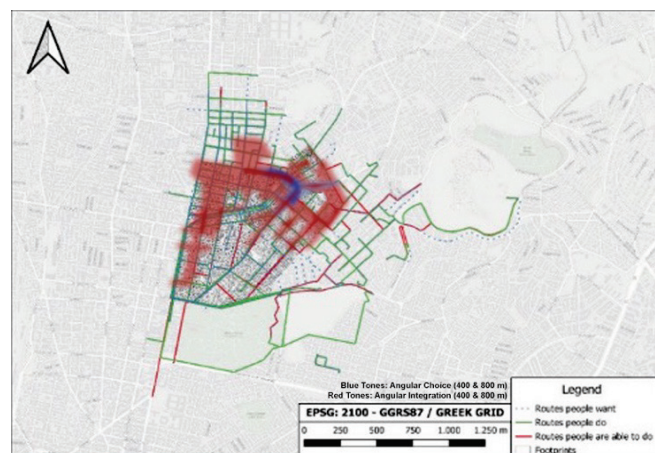 Blue Tones: Angular Choice (400 & 800 m)
Red Tones: Angular Integration (400 & 800 m)
EPSG: 2100 - GGRS87 / GREEK GRID
0 250 500 750 1.000 1.250 m
Legend
Routes people want
Routes people do
Routes people are able to do
Footprints